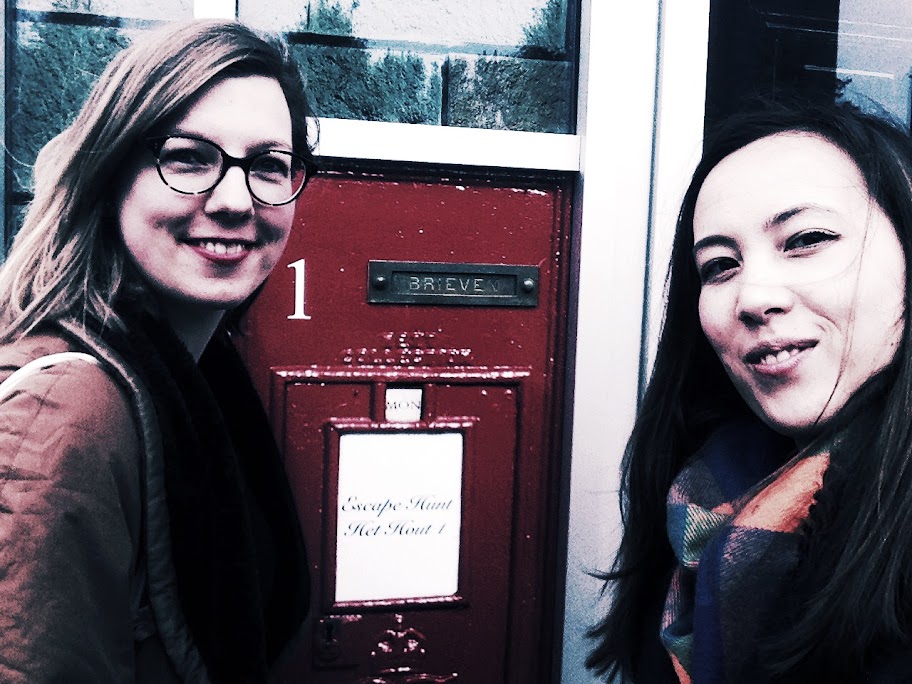 1
BRIEVEN
MON
Escape Hunt
Het Hout 1